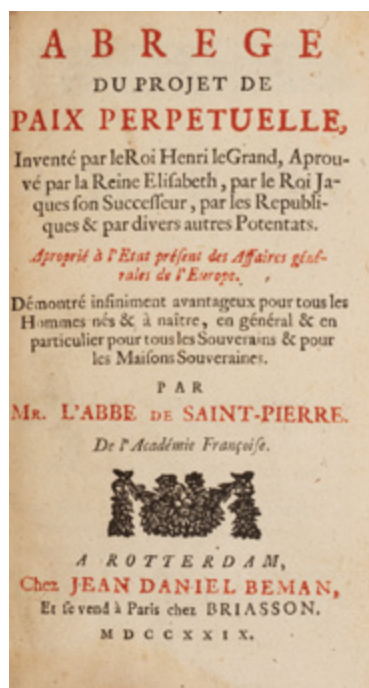 ABREGE
DU PROJET DE
PAIX PERPETUELLE,
Inventé par leRoi Henri leGrand, Aprou-
vé par la Reine Elisabeth, par le Roi Ja-
ques son Successeur, par les Republi-
ques & par divers autres Potentats.
Aproprié à l'Etat présent des Affaires géné-
rales de l'Europe.
Démontré infiniment avantageux pour tous les
Hommes nés & à naître, en général & en
particulier pour tous les Souverains & pour
les Maisons Souveraines.
PAR
MR. L'ABBE DE SAINT-PIERRE.
De l'Académie Françoise.
A ROTTERDAM,
Chez JEAN DANIEL BEMAN,
Et se vend à Paris chez BRIASSON.
MDCCXXIX.